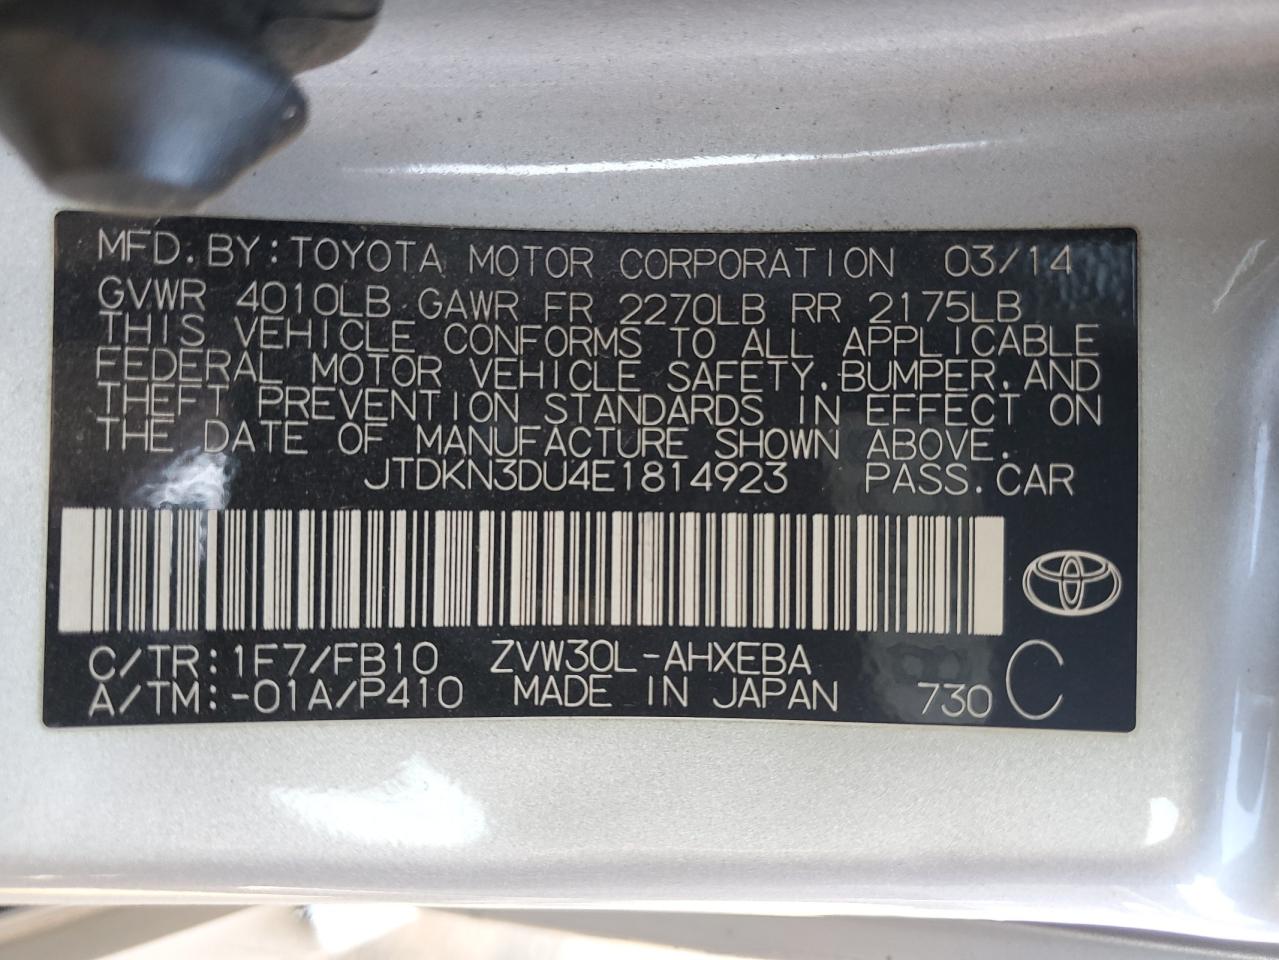 MFD. BY: TOYOTA MOTOR CORPORATION 03/14
GVWR 4010LB GAWR FR 2270LB RR 2175LB
THIS VEHICLE CONFORMS TO ALL APPLICABLE
FEDERAL MOTOR VEHICLE SAFETY, BUMPER, AND
THEFT PREVENTION STANDARDS IN EFFECT ON
THE DATE OF MANUFACTURE SHOWN ABOVE.
JTDKN3DU4E1814923 PASS. CAR
C/TR: 1F7/FB10 ZVW30L-AHXEBA
A/TM: -01A/P410 MADE IN JAPAN 730 C